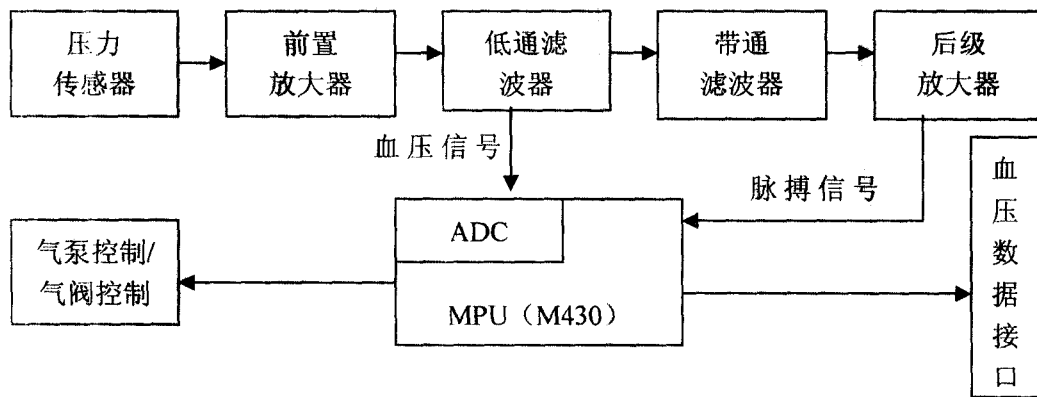 压力
传感器
前置
放大器
低通滤
波器
带通
滤波器
后级
放大器
血压信号
脉搏信号
ADC
MPU（M430）
气泵控制/
气阀控制
血
压
数
据
接
口